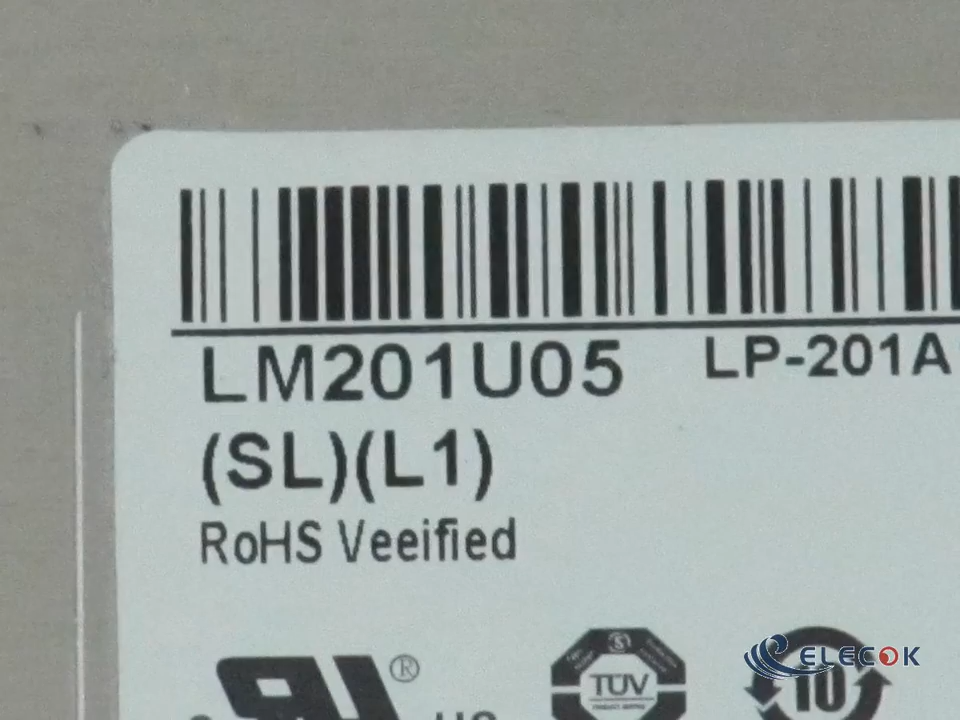 LM201U05 LP-201A
(SL)(L1)
RoHS Veeified
®
TUV
10
ELECOK